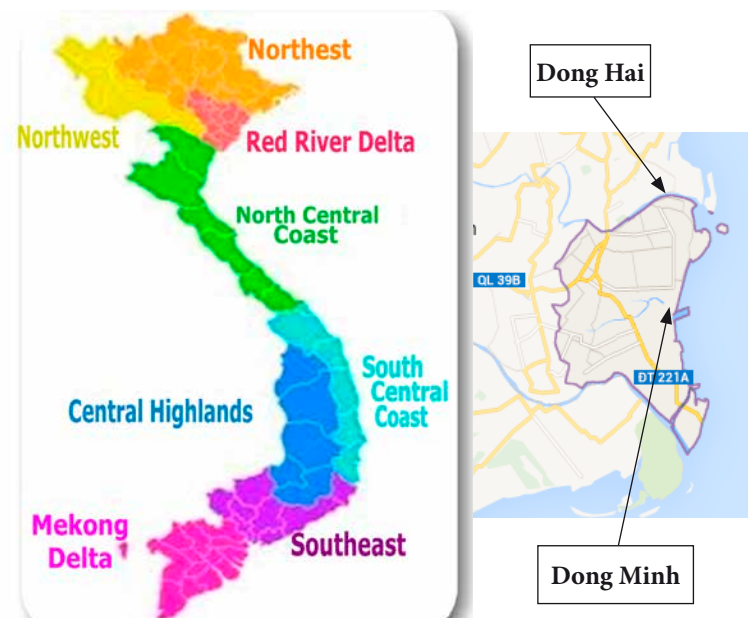 Northest
Northwest
Red River Delta
North Central
Coast
South
Central
Coast
Central Highlands
Mekong
Delta
Southeast
Dong Hai
QL 39B
ĐT 221A
Dong Minh